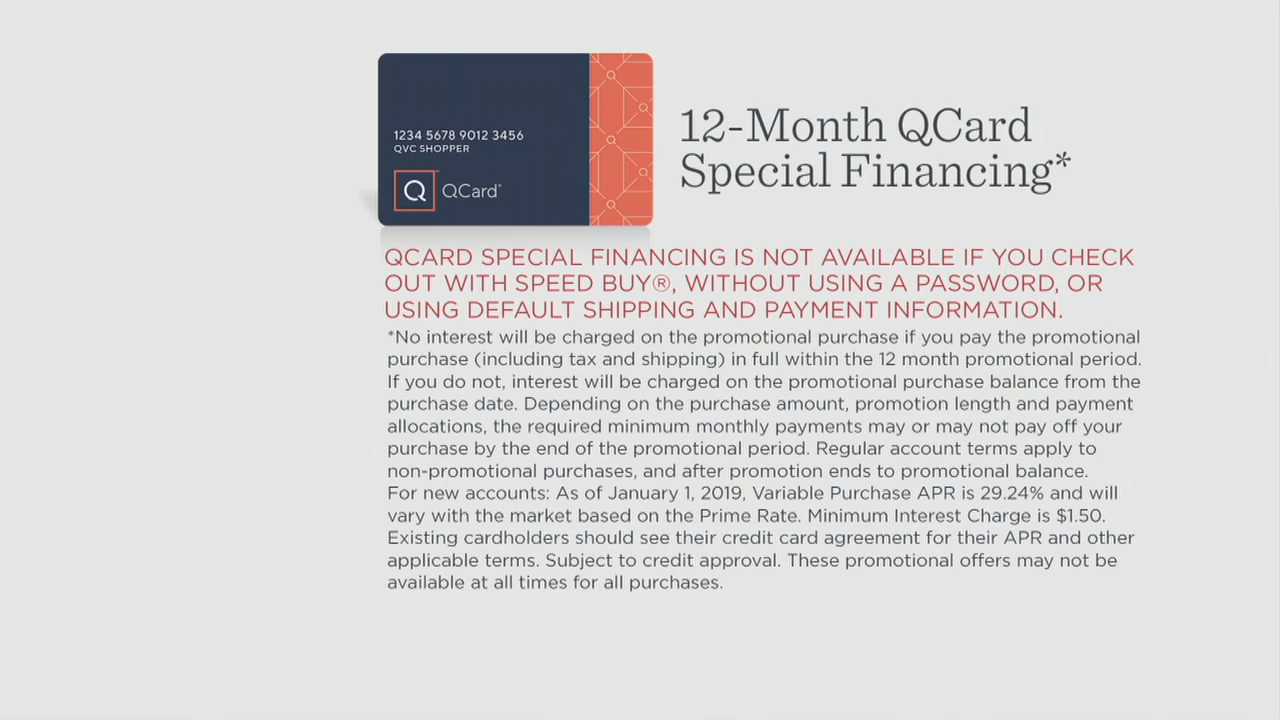 1234 5678 9012 3456
QVC SHOPPER
Q QCard®
12-Month QCard
Special Financing*
QCARD SPECIAL FINANCING IS NOT AVAILABLE IF YOU CHECK
OUT WITH SPEED BUY®, WITHOUT USING A PASSWORD, OR
USING DEFAULT SHIPPING AND PAYMENT INFORMATION.
*No interest will be charged on the promotional purchase if you pay the promotional
purchase (including tax and shipping) in full within the 12 month promotional period.
If you do not, interest will be charged on the promotional purchase balance from the
purchase date. Depending on the purchase amount, promotion length and payment
allocations, the required minimum monthly payments may or may not pay off your
purchase by the end of the promotional period. Regular account terms apply to
non-promotional purchases, and after promotion ends to promotional balance.
For new accounts: As of January 1, 2019, Variable Purchase APR is 29.24% and will
vary with the market based on the Prime Rate. Minimum Interest Charge is $1.50.
Existing cardholders should see their credit card agreement for their APR and other
applicable terms. Subject to credit approval. These promotional offers may not be
available at all times for all purchases.